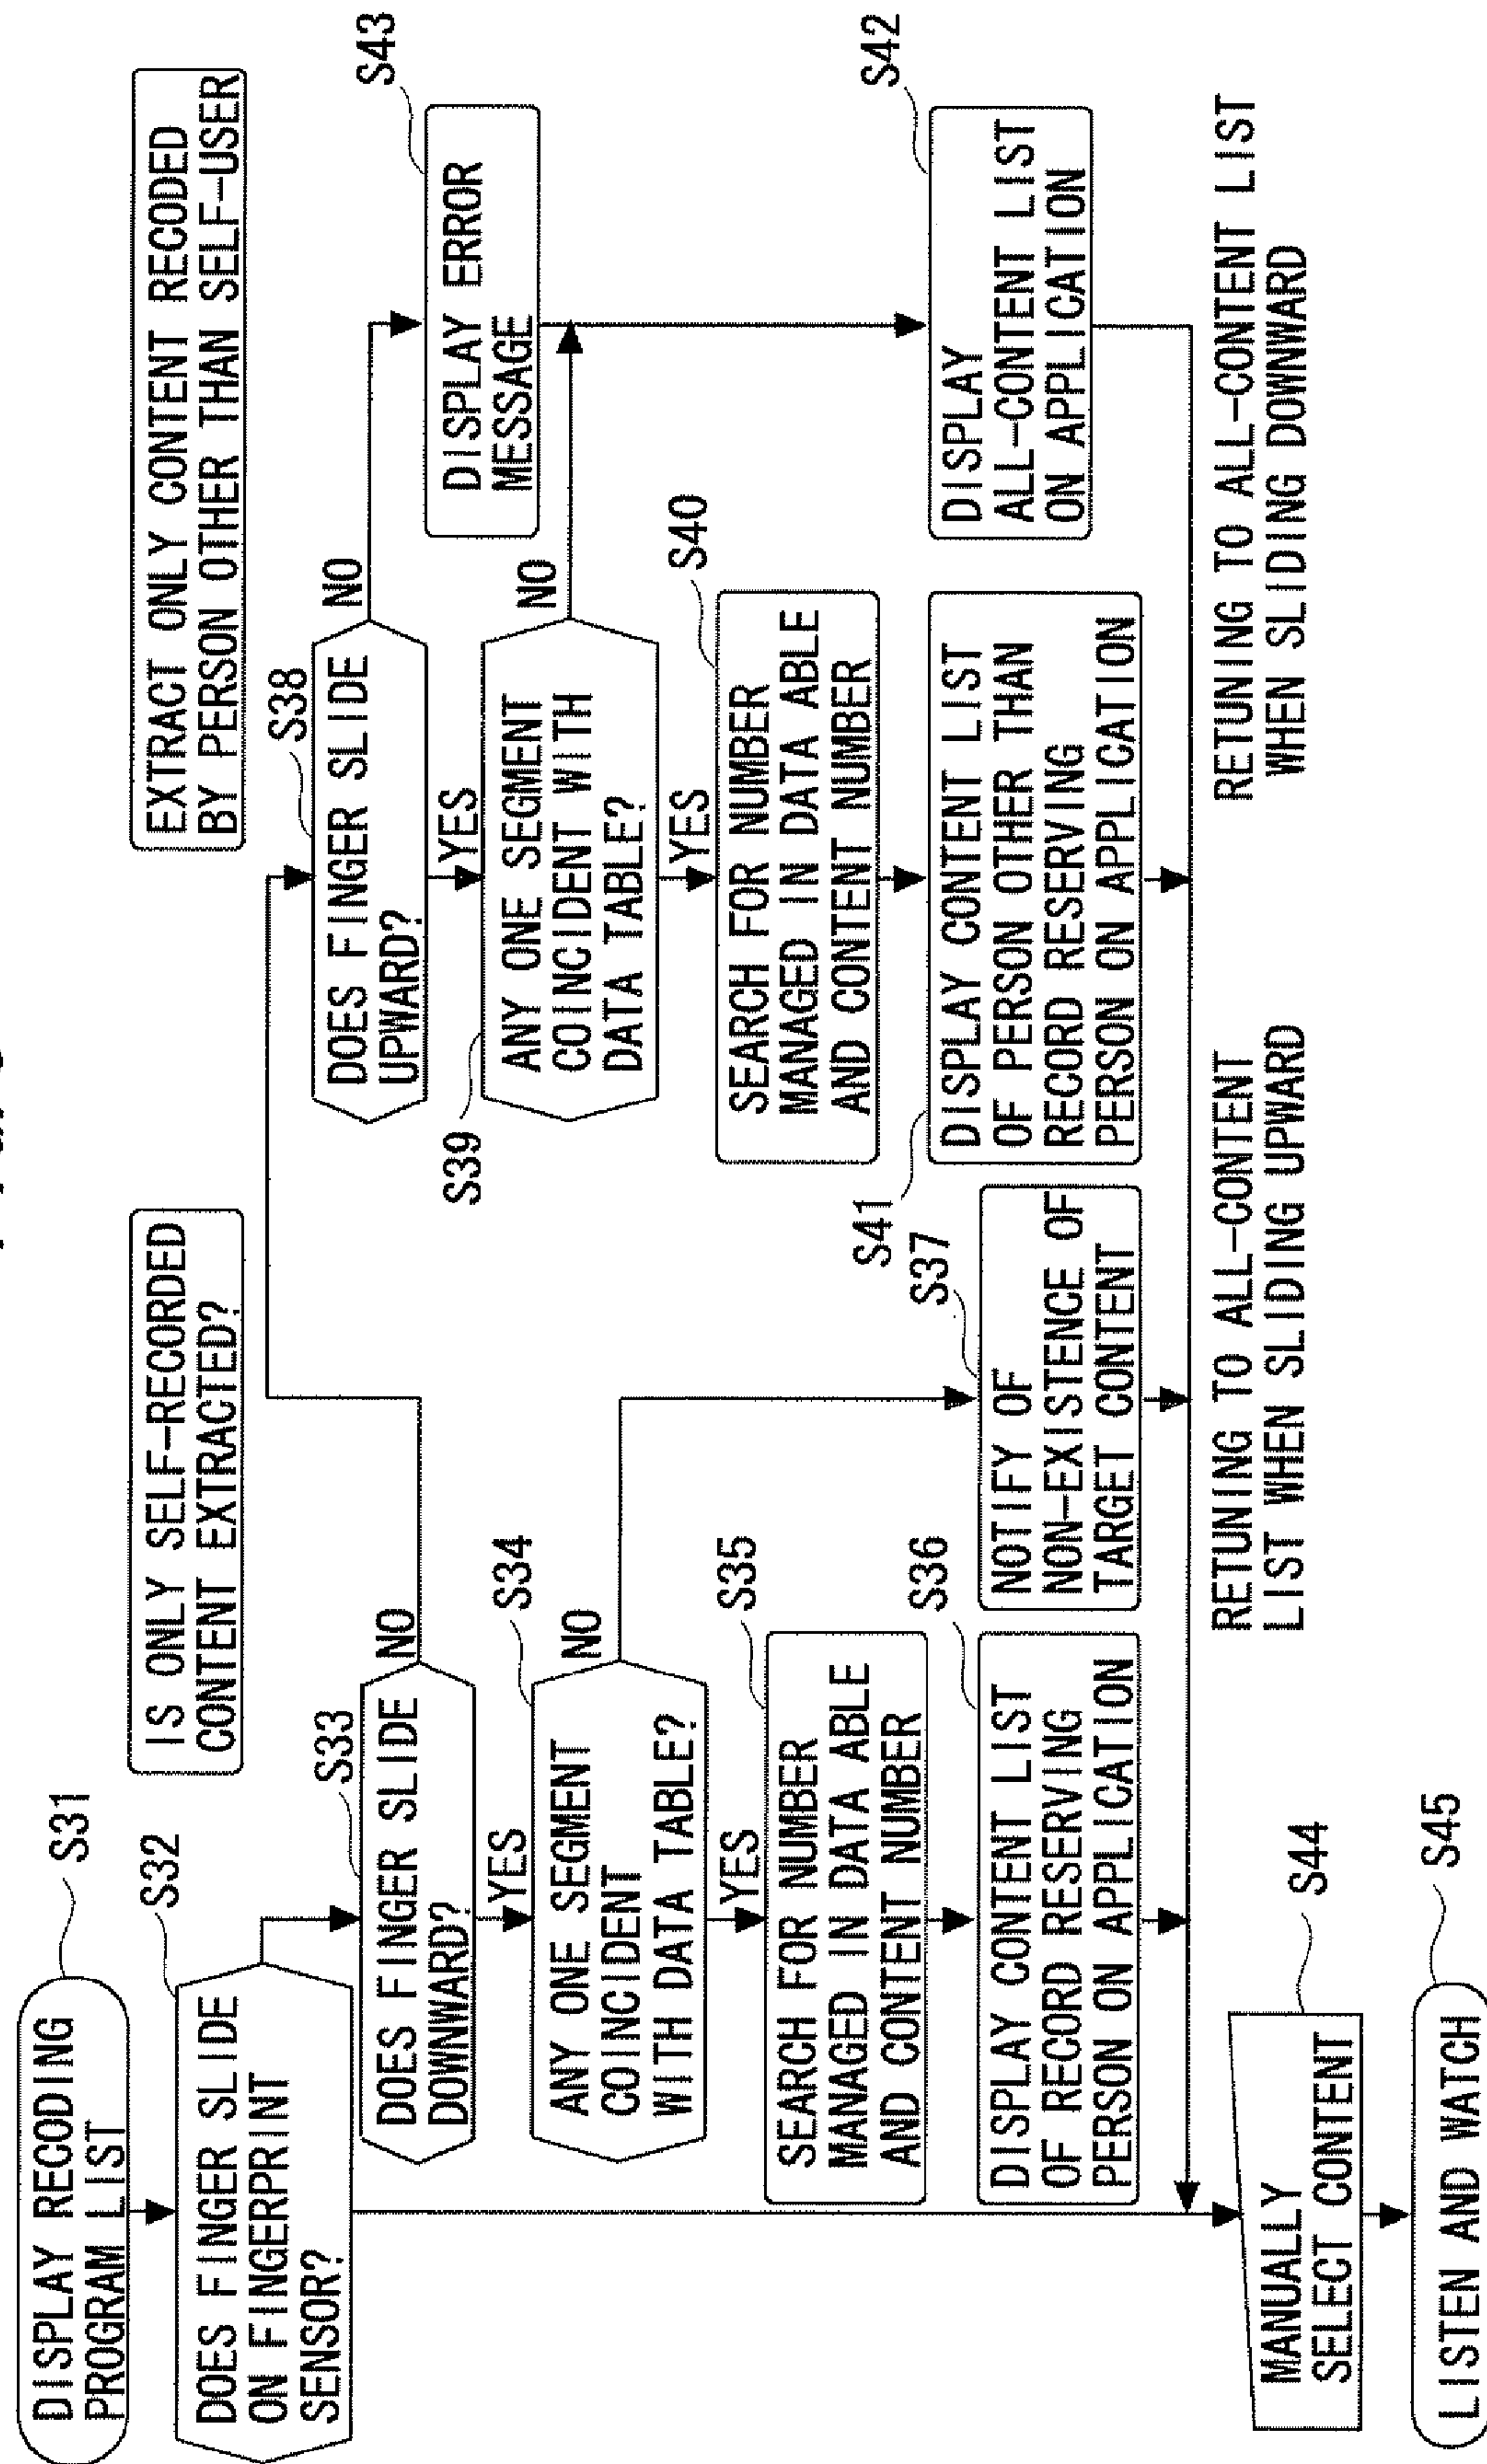 DISPLAY RECODING
PROGRAM LIST
S31
DOES FINGER SLIDE
ON FINGERPRINT
SENSOR?
S32
IS ONLY SELF-RECORDED
CONTENT EXTRACTED?
DOES FINGER SLIDE
DOWNWARD?
S33
NO
YES
ANY ONE SEGMENT
COINCIDENT
WITH DATA TABLE?
S34
NO
YES
SEARCH FOR NUMBER
MANAGED IN DATA ABLE
AND CONTENT NUMBER
S35
DISPLAY CONTENT LIST
OF RECORD RESERVING
PERSON ON APPLICATION
S36
NOTIFY OF
NON-EXISTENCE OF
TARGET CONTENT
S37
EXTRACT ONLY CONTENT RECODED
BY PERSON OTHER THAN SELF-USER
DOES FINGER SLIDE
UPWARD?
S38
NO
YES
ANY ONE SEGMENT
COINCIDENT WITH
DATA TABLE?
S39
NO
YES
SEARCH FOR NUMBER
MANAGED IN DATA ABLE
AND CONTENT NUMBER
S40
DISPLAY CONTENT LIST
OF PERSON OTHER THAN
RECORD RESERVING
PERSON ON APPLICATION
S41
DISPLAY ERROR
MESSAGE
S43
DISPLAY
ALL-CONTENT LIST
ON APPLICATION
S42
RETUNING TO ALL-CONTENT
LIST WHEN SLIDING UPWARD
RETUNING TO ALL-CONTENT LIST
WHEN SLIDING DOWNWARD
MANUALLY
SELECT CONTENT
S44
LISTEN AND WATCH
S45